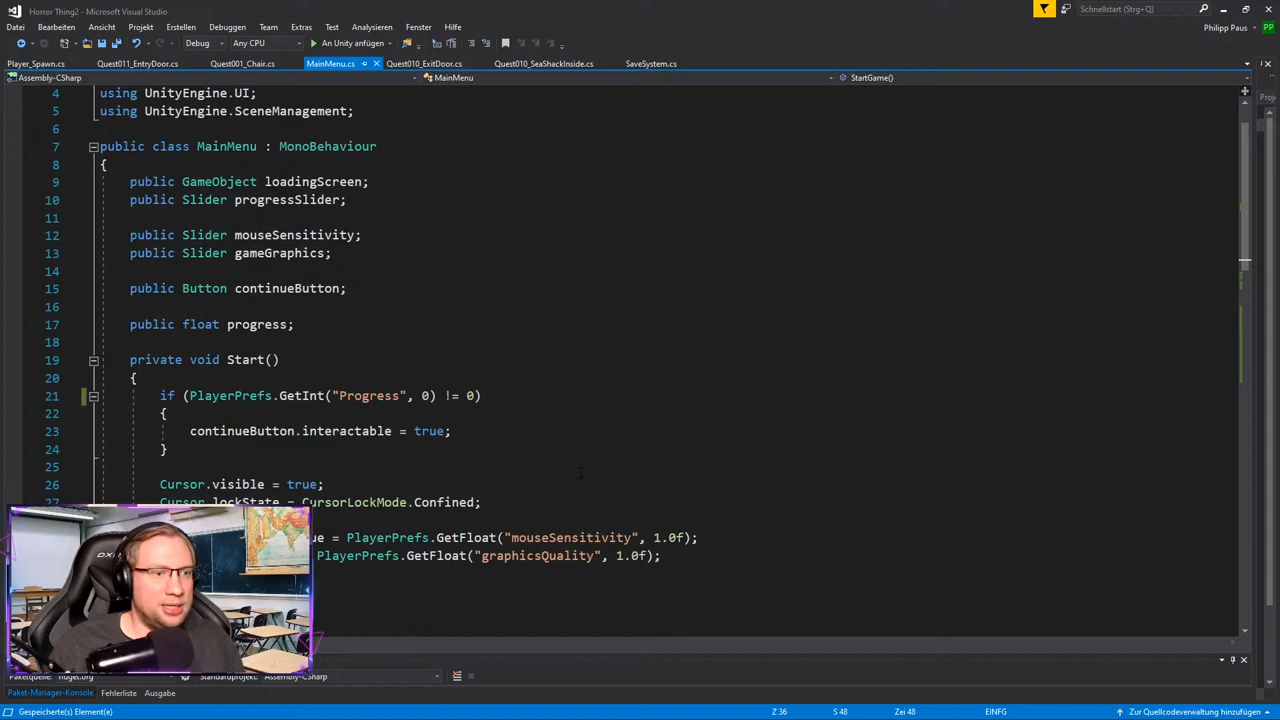 Horror Thing2 - Microsoft Visual Studio
Schnellstart (Strg+Q)
Datei Bearbeiten Ansicht Projekt Erstellen Debuggen Team Extras Test Analysieren Fenster Hilfe
Philipp Paus PP
Debug Any CPU An Unity anfügen
Player_Spawn.cs Quest011_EntryDoor.cs Quest001_Chair.cs MainMenu.cs Quest010_ExitDoor.cs Quest010_SeaShackInside.cs SaveSystem.cs
Assembly-CSharp MainMenu StartGame()
Proj
4 using UnityEngine.UI;
5 using UnityEngine.SceneManagement;
6
7 public class MainMenu : MonoBehaviour
8 {
9 public GameObject loadingScreen;
10 public Slider progressSlider;
11
12 public Slider mouseSensitivity;
13 public Slider gameGraphics;
14
15 public Button continueButton;
16
17 public float progress;
18
19 private void Start()
20 {
21 if (PlayerPrefs.GetInt("Progress", 0) != 0)
22 {
23 continueButton.interactable = true;
24 }
25
26 Cursor.visible = true;
27 Cursor.lockState = CursorLockMode.Confined;
ue = PlayerPrefs.GetFloat("mouseSensitivity", 1.0f);
PlayerPrefs.GetFloat("graphicsQuality", 1.0f);
Paketquelle: nuget.org Standardprojekt: Assembly-CSharp
Paket-Manager-Konsole Fehlerliste Ausgabe
Gespeicherte(s) Element(e) Z 36 S 48 Zei 48 EINFG Zur Quellcodeverwaltung hinzufügen